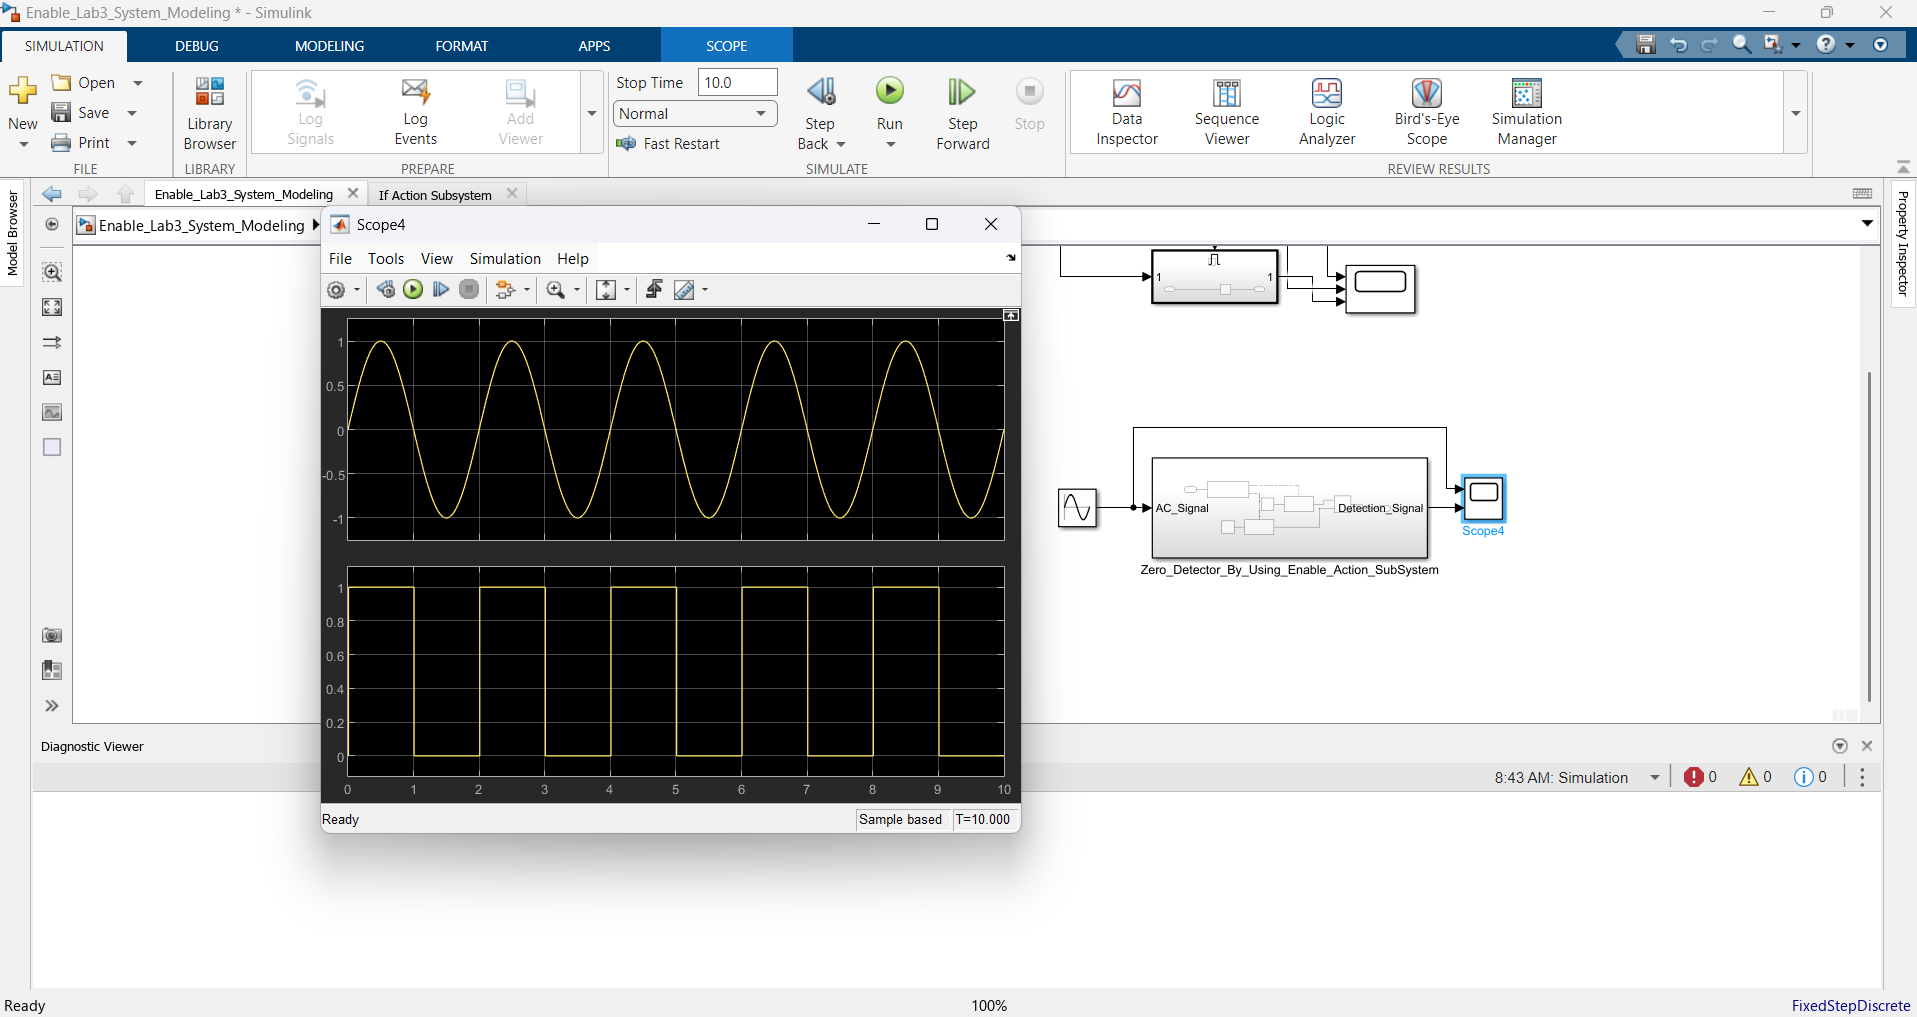 Enable_Lab3_System_Modeling * - Simulink
SIMULATION
DEBUG
MODELING
FORMAT
APPS
SCOPE
New
Open
Save
Print
FILE
Library
Browser
LIBRARY
Log
Signals
Log
Events
Add
Viewer
PREPARE
Stop Time
10.0
Normal
Fast Restart
Step
Back
Run
Step
Forward
Stop
SIMULATE
Data
Inspector
Sequence
Viewer
Logic
Analyzer
Bird's-Eye
Scope
Simulation
Manager
REVIEW RESULTS
Model Browser
Enable_Lab3_System_Modeling
If Action Subsystem
Property Inspector
Enable_Lab3_System_Modeling
Scope4
File
Tools
View
Simulation
Help
1
0.5
0
-0.5
-1
1
0.8
0.6
0.4
0.2
0
0 1 2 3 4 5 6 7 8 9 10
Ready
Sample based
T=10.000
1
1
AC_Signal
Detection_Signal
Zero_Detector_By_Using_Enable_Action_SubSystem
Scope4
Diagnostic Viewer
8:43 AM: Simulation
0
0
0
Ready
100%
FixedStepDiscrete